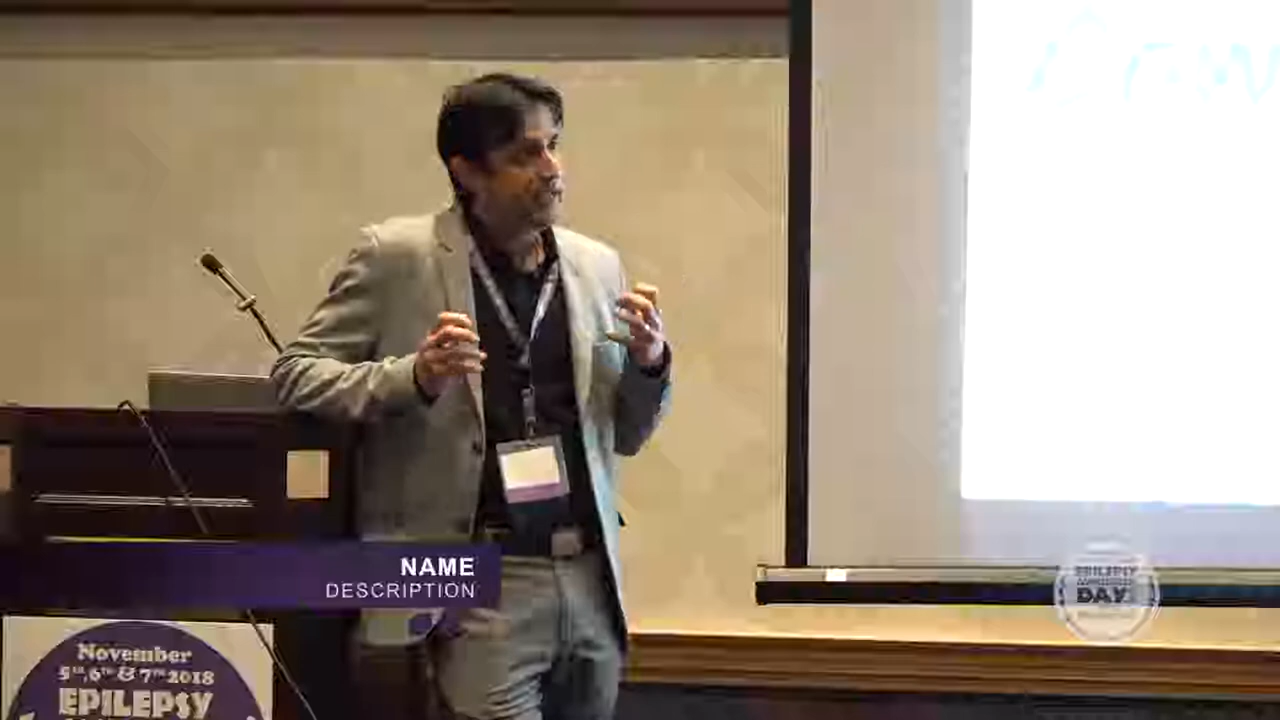 NAME
DESCRIPTION
November
5th, 6th & 7th 2018
EPILEPSY
EPILEPSY
DAY